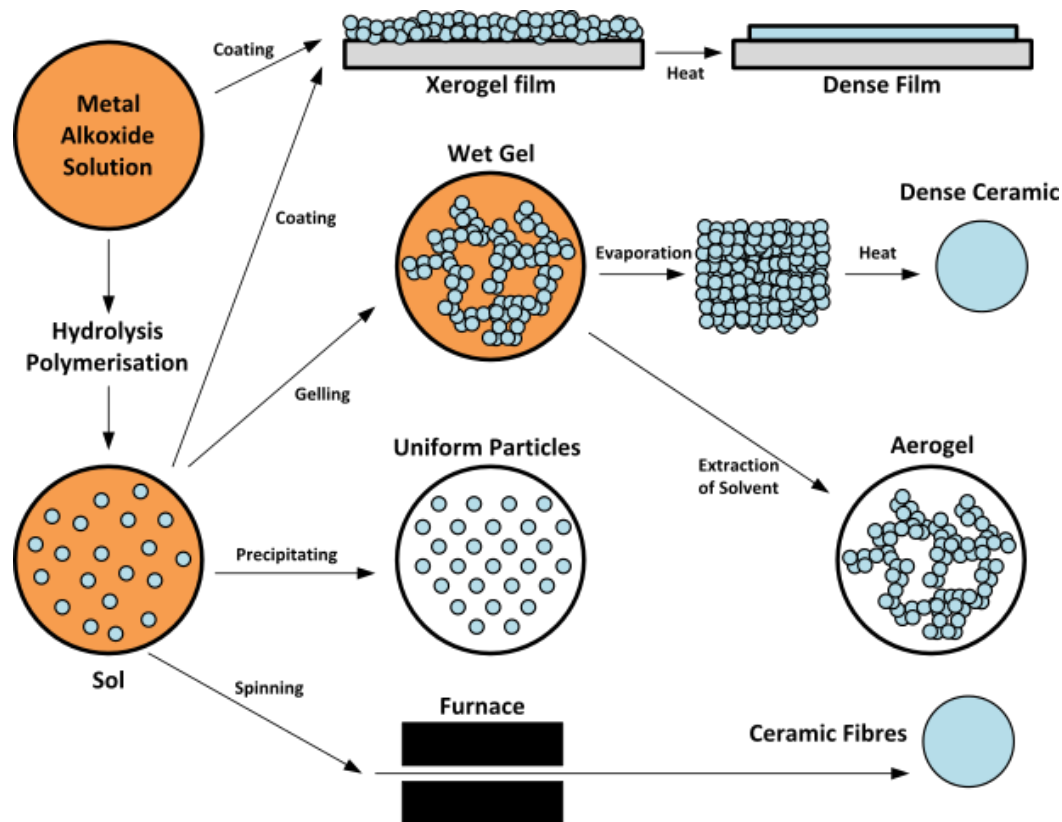 Metal
Alkoxide
Solution
Coating
Xerogel film
Heat
Dense Film
Coating
Wet Gel
Evaporation
Heat
Dense Ceramic
Hydrolysis
Polymerisation
Gelling
Extraction
of Solvent
Aerogel
Uniform Particles
Precipitating
Sol
Spinning
Furnace
Ceramic Fibres